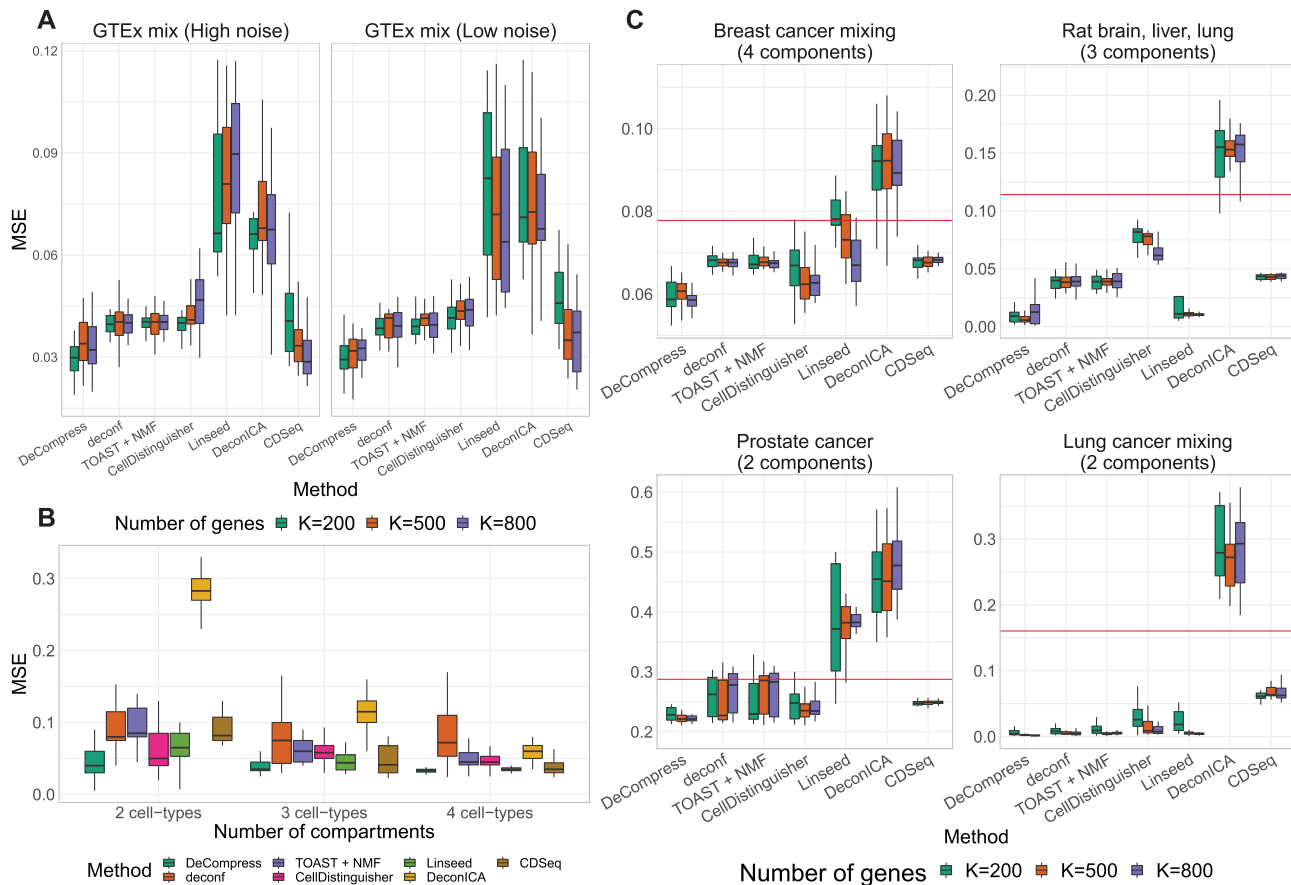 A
GTEx mix (High noise)
GTEx mix (Low noise)
0.12
0.09
0.06
0.03
MSE
DeCompress
deconf
TOAST + NMF
CellDistinguisher
Linseed
DeconICA
CDSeq
DeCompress
deconf
TOAST + NMF
CellDistinguisher
Linseed
DeconICA
CDSeq
Method
Number of genes K=200 K=500 K=800
B
0.3
0.2
0.1
0.0
MSE
2 cell-types
3 cell-types
4 cell-types
Number of compartments
Method
DeCompress
TOAST + NMF
Linseed
CDSeq
deconf
CellDistinguisher
DeconICA
C
Breast cancer mixing
(4 components)
0.10
0.08
0.06
DeCompress
deconf
TOAST + NMF
CellDistinguisher
Linseed
DeconICA
CDSeq
Rat brain, liver, lung
(3 components)
0.20
0.15
0.10
0.05
0.00
DeCompress
deconf
TOAST + NMF
CellDistinguisher
Linseed
DeconICA
CDSeq
Prostate cancer
(2 components)
0.6
0.5
0.4
0.3
0.2
DeCompress
deconf
TOAST + NMF
CellDistinguisher
Linseed
DeconICA
CDSeq
Lung cancer mixing
(2 components)
0.3
0.2
0.1
0.0
DeCompress
deconf
TOAST + NMF
CellDistinguisher
Linseed
DeconICA
CDSeq
Method
Number of genes K=200 K=500 K=800